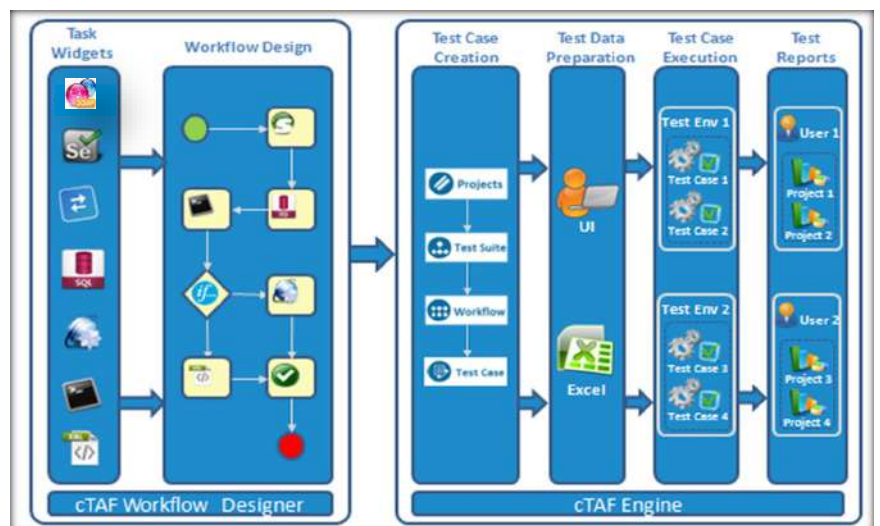 Task
Widgets
Workflow Design
Se
SQL
if...
cTAF Workflow Designer
Test Case
Creation
Test Data
Preparation
Test Case
Execution
Test
Reports
Projects
Test Suite
Workflow
Test Case
UI
Excel
Test Env 1
Test Case 1
Test Case 2
Test Env 2
Test Case 3
Test Case 4
User 1
Project 1
Project 2
User 2
Project 3
Project 4
cTAF Engine